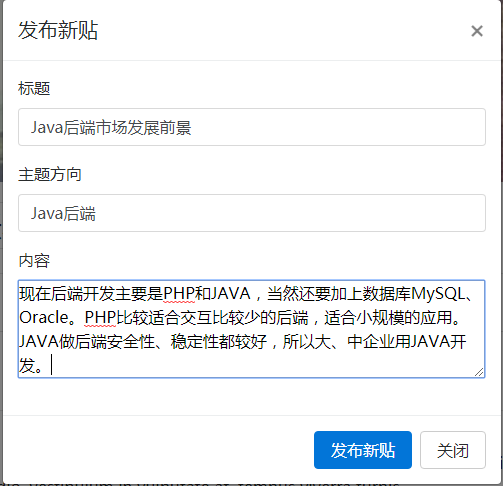 发布新贴 ×
标题
Java后端市场发展前景
主题方向
Java后端
内容
现在后端开发主要是PHP和JAVA，当然还要加上数据库MySQL、
Oracle。PHP比较适合交互比较少的后端，适合小规模的应用。
JAVA做后端安全性、稳定性都较好，所以大、中企业用JAVA开
发。
发布新贴 关闭